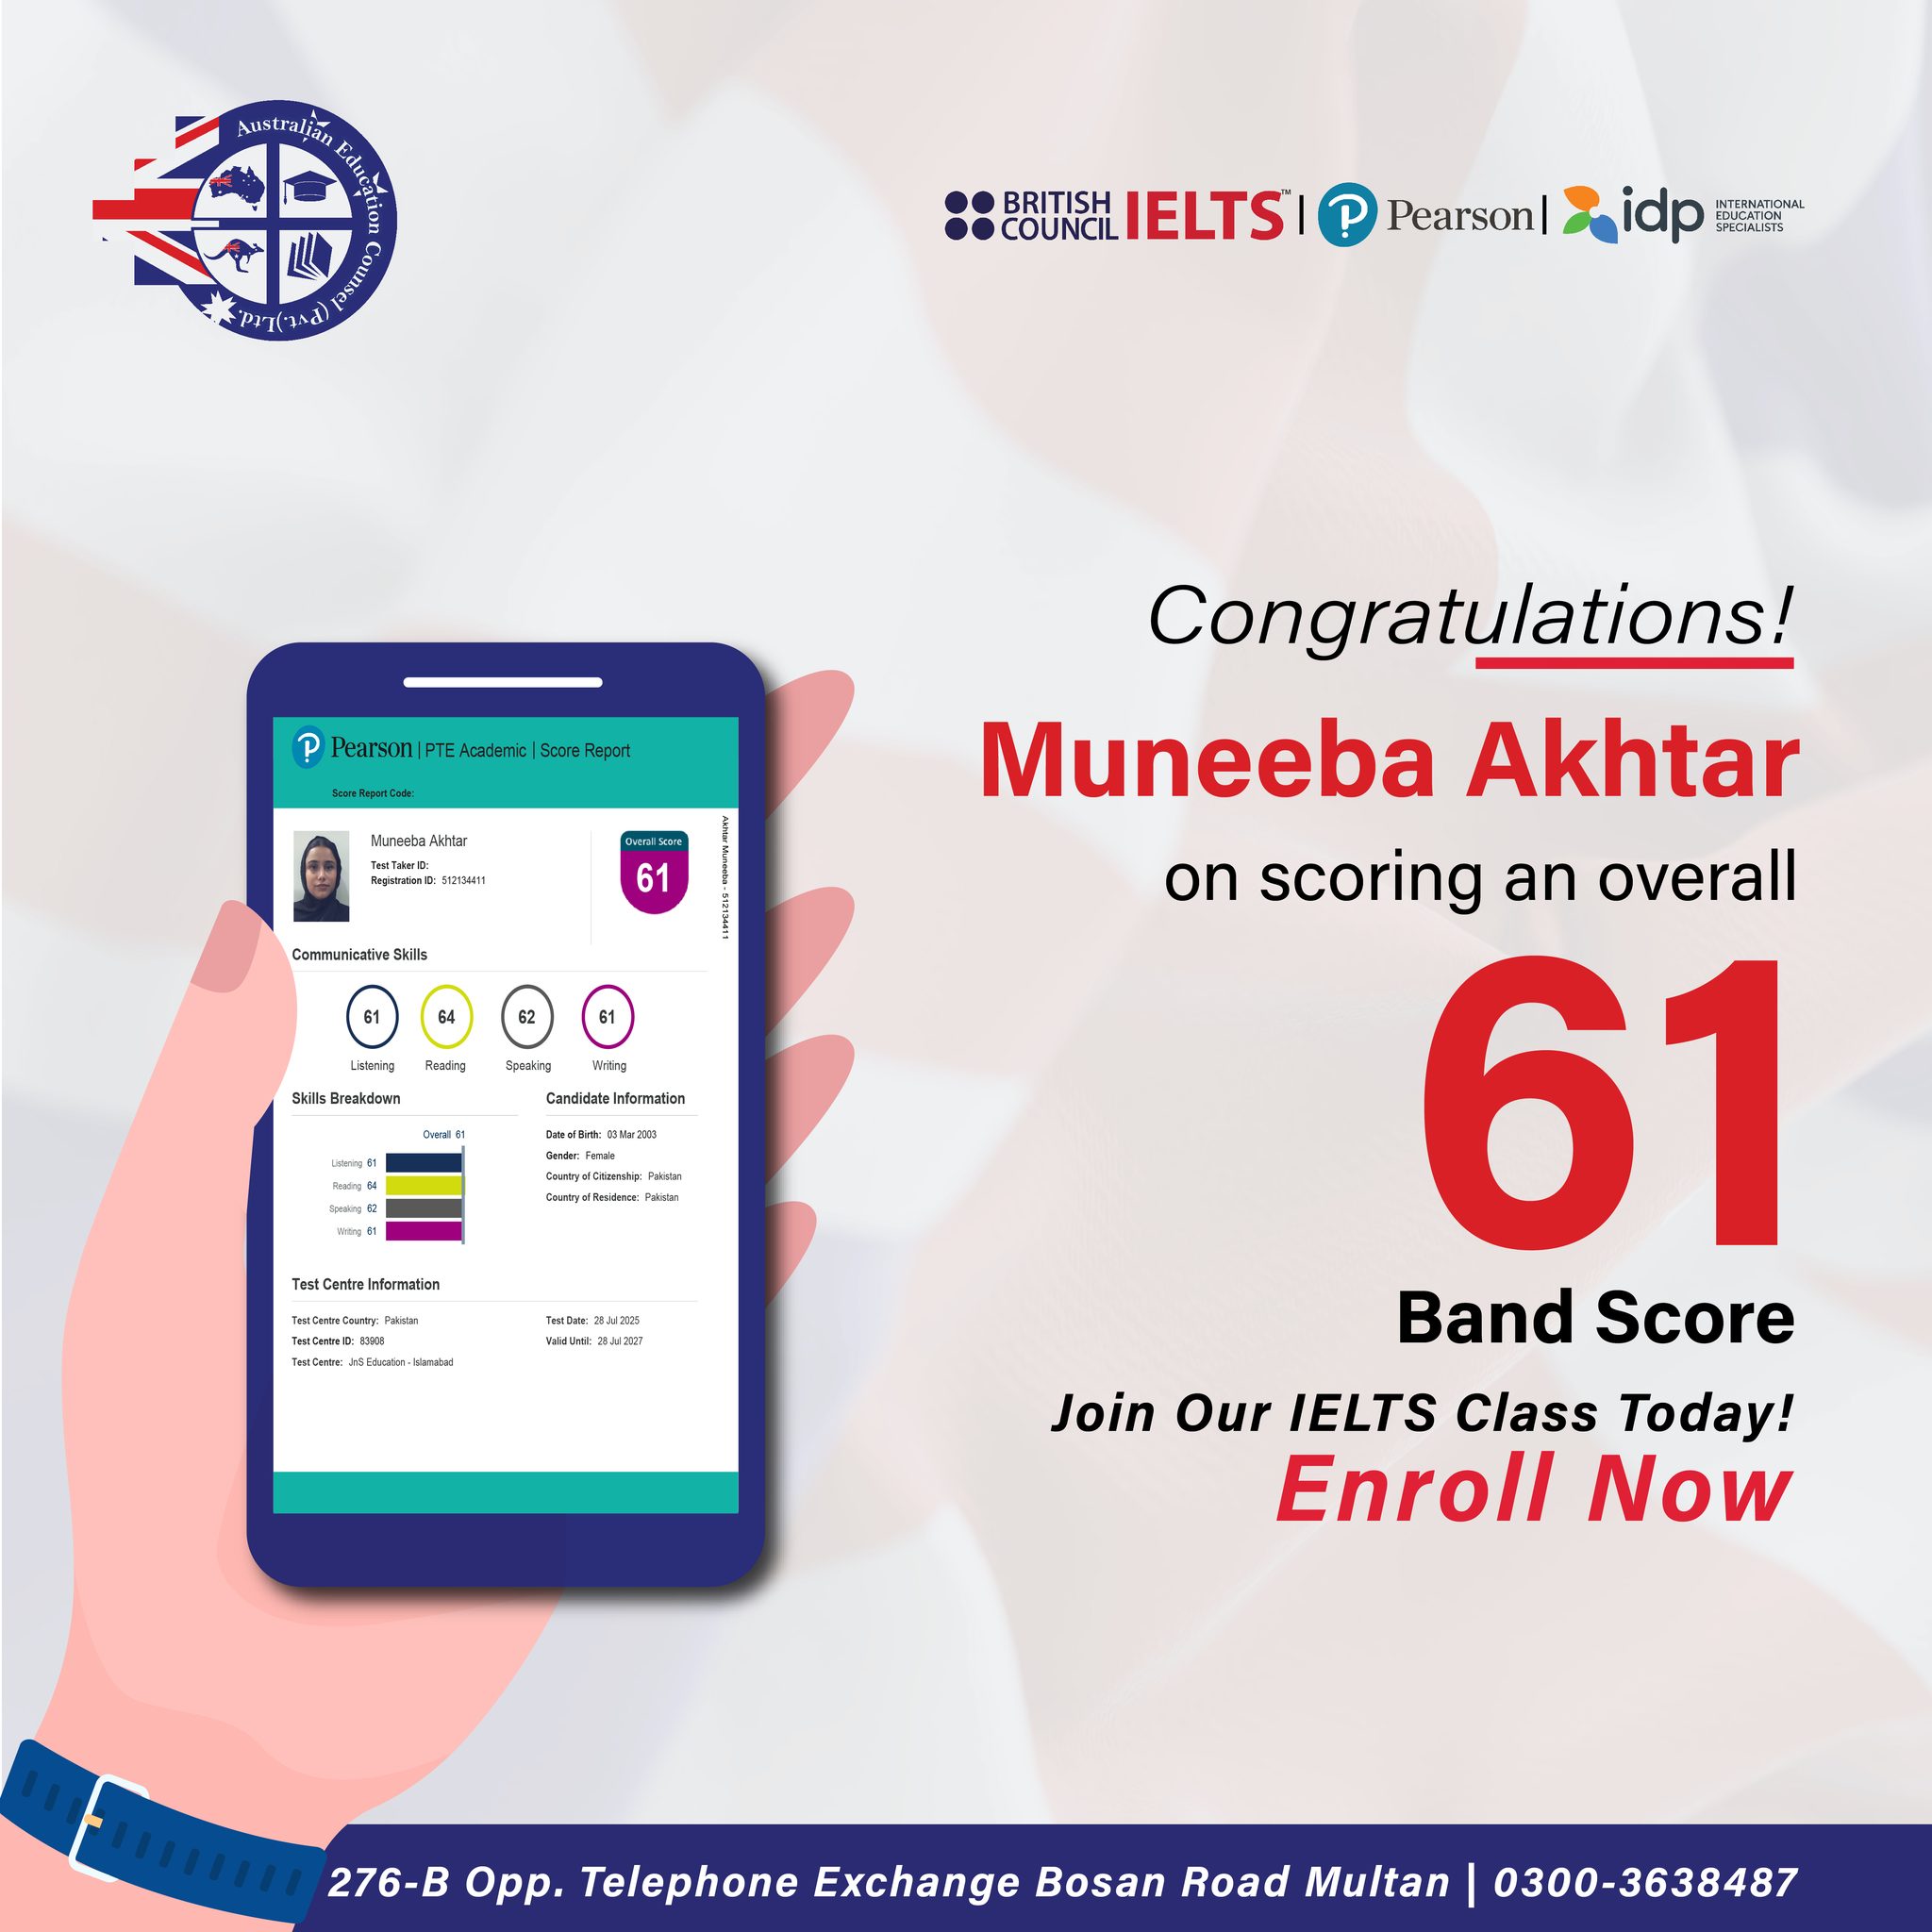 Australian Education Counsel (Pvt.)Ltd.
BRITISH COUNCIL IELTS™ | Pearson | idp INTERNATIONAL EDUCATION SPECIALISTS
Congratulations!
Muneeba Akhtar
on scoring an overall
61
Band Score
Join Our IELTS Class Today!
Enroll Now
Pearson | PTE Academic | Score Report
Score Report Code:
Muneeba Akhtar
Test Taker ID:
Registration ID: 512134411
Overall Score
61
Akhtar Muneeba - 512134411
Communicative Skills
61 64 62 61
Listening Reading Speaking Writing
Skills Breakdown
Overall 61
Listening 61
Reading 64
Speaking 62
Writing 61
Candidate Information
Date of Birth: 03 Mar 2003
Gender: Female
Country of Citizenship: Pakistan
Country of Residence: Pakistan
Test Centre Information
Test Centre Country: Pakistan
Test Centre ID: 83908
Test Centre: JnS Education - Islamabad
Test Date: 28 Jul 2025
Valid Until: 28 Jul 2027
276-B Opp. Telephone Exchange Bosan Road Multan | 0300-3638487